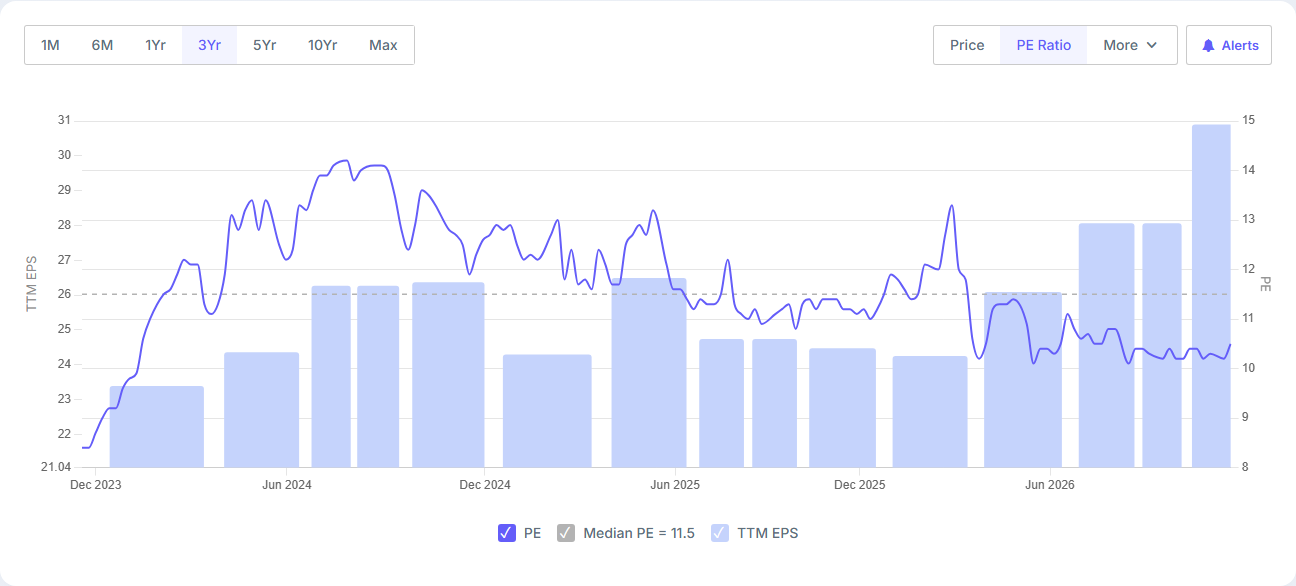 1M 6M 1Yr 3Yr 5Yr 10Yr Max Price PE Ratio More Alerts
31 15
30
29 14
28 13
27 12
26
25 11
24 10
23 9
22
21.04 8
TTM EPS
PE
Dec 2023 Jun 2024 Dec 2024 Jun 2025 Dec 2025 Jun 2026
PE Median PE = 11.5 TTM EPS